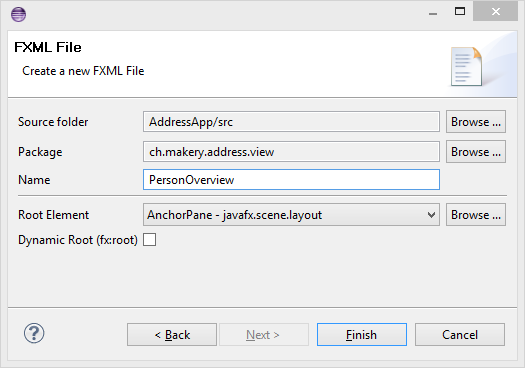 FXML File
Create a new FXML File
Source folder AddressApp/src Browse ...
Package ch.makery.address.view Browse ...
Name PersonOverview
Root Element AnchorPane - javafx.scene.layout Browse ...
Dynamic Root (fx:root)
? < Back Next > Finish Cancel